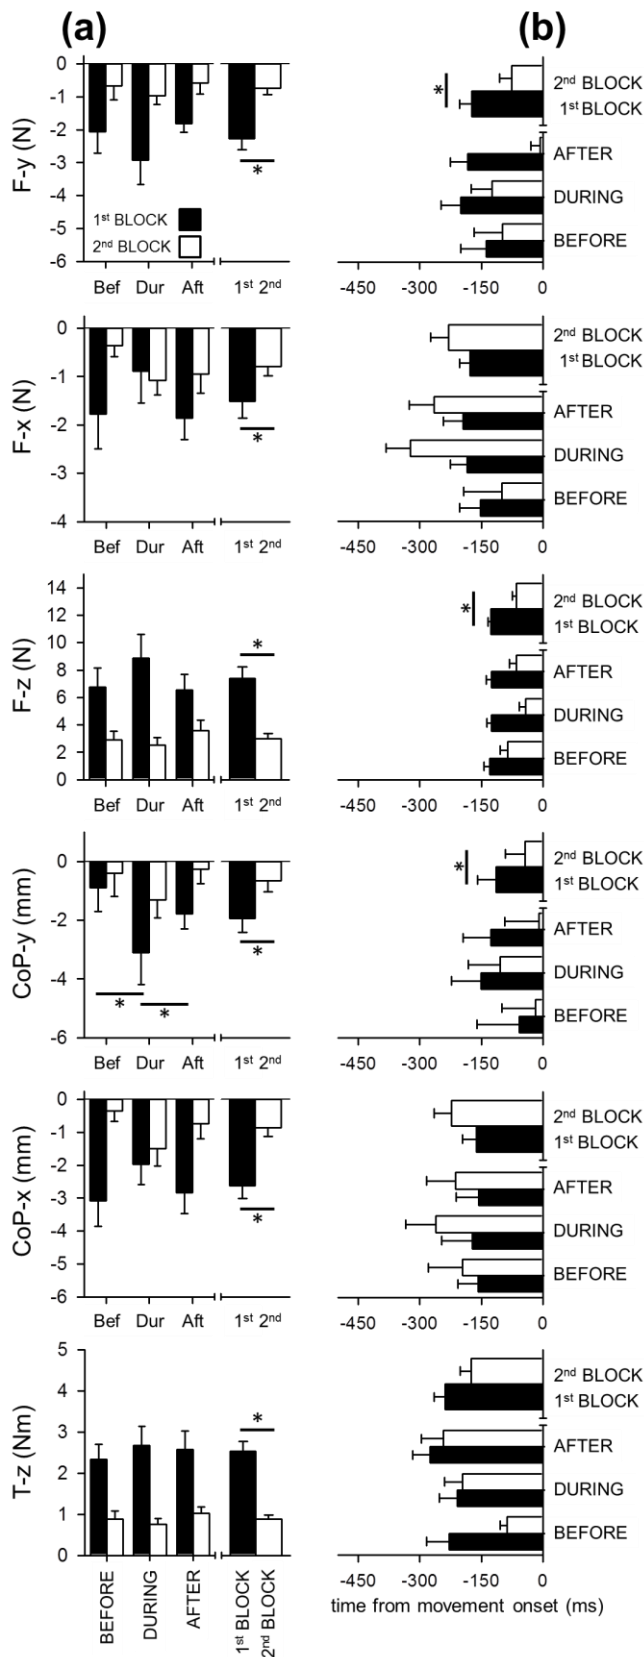 (a) (b)
0
-1
-2
-3
-4
-5
-6
F-y (N)
*
1st BLOCK
2nd BLOCK
Bef Dur Aft 1st 2nd
*
2nd BLOCK
1st BLOCK
AFTER
DURING
BEFORE
-450 -300 -150 0
0
-1
-2
-3
-4
F-x (N)
*
Bef Dur Aft 1st 2nd
2nd BLOCK
1st BLOCK
AFTER
DURING
BEFORE
-450 -300 -150 0
14
12
10
8
6
4
2
0
F-z (N)
*
Bef Dur Aft 1st 2nd
*
2nd BLOCK
1st BLOCK
AFTER
DURING
BEFORE
-450 -300 -150 0
0
-2
-4
-6
CoP-y (mm)
*
* *
Bef Dur Aft 1st 2nd
*
2nd BLOCK
1st BLOCK
AFTER
DURING
BEFORE
-450 -300 -150 0
0
-1
-2
-3
-4
-5
-6
CoP-x (mm)
*
Bef Dur Aft 1st 2nd
2nd BLOCK
1st BLOCK
AFTER
DURING
BEFORE
-450 -300 -150 0
5
4
3
2
1
0
T-z (Nm)
*
BEFORE
DURING
AFTER
1st BLOCK
2nd BLOCK
2nd BLOCK
1st BLOCK
AFTER
DURING
BEFORE
-450 -300 -150 0
time from movement onset (ms)